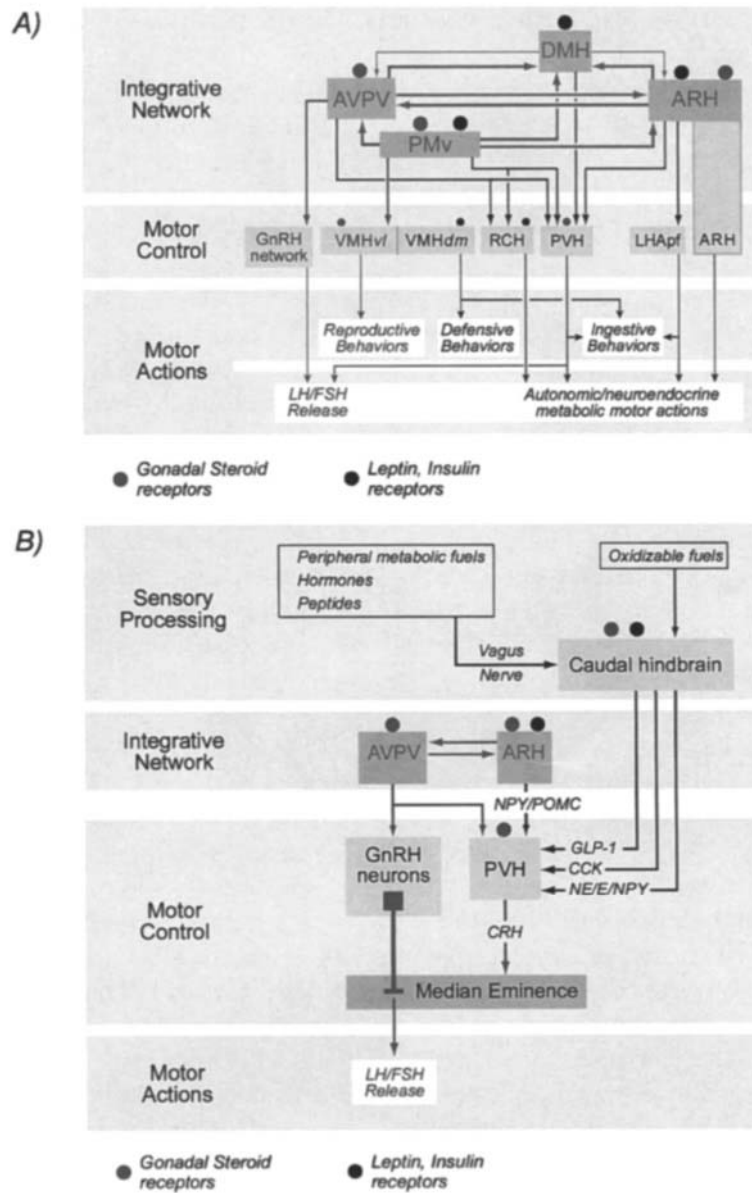 A)
Integrative
Network
DMH
AVPV
ARH
PMv
Motor
Control
GnRH
network
VMHvl
VMHdm
RCH
PVH
LHApf
ARH
Motor
Actions
Reproductive
Behaviors
Defensive
Behaviors
Ingestive
Behaviors
LH/FSH
Release
Autonomic/neuroendocrine
metabolic motor actions
Gonadal Steroid
receptors
Leptin, Insulin
receptors
B)
Sensory
Processing
Peripheral metabolic fuels
Hormones
Peptides
Oxidizable fuels
Vagus
Nerve
Caudal hindbrain
Integrative
Network
AVPV
ARH
NPY/POMC
Motor
Control
GnRH
neurons
PVH
GLP-1
CCK
NE/E/NPY
CRH
Median Eminence
Motor
Actions
LH/FSH
Release
Gonadal Steroid
receptors
Leptin, Insulin
receptors